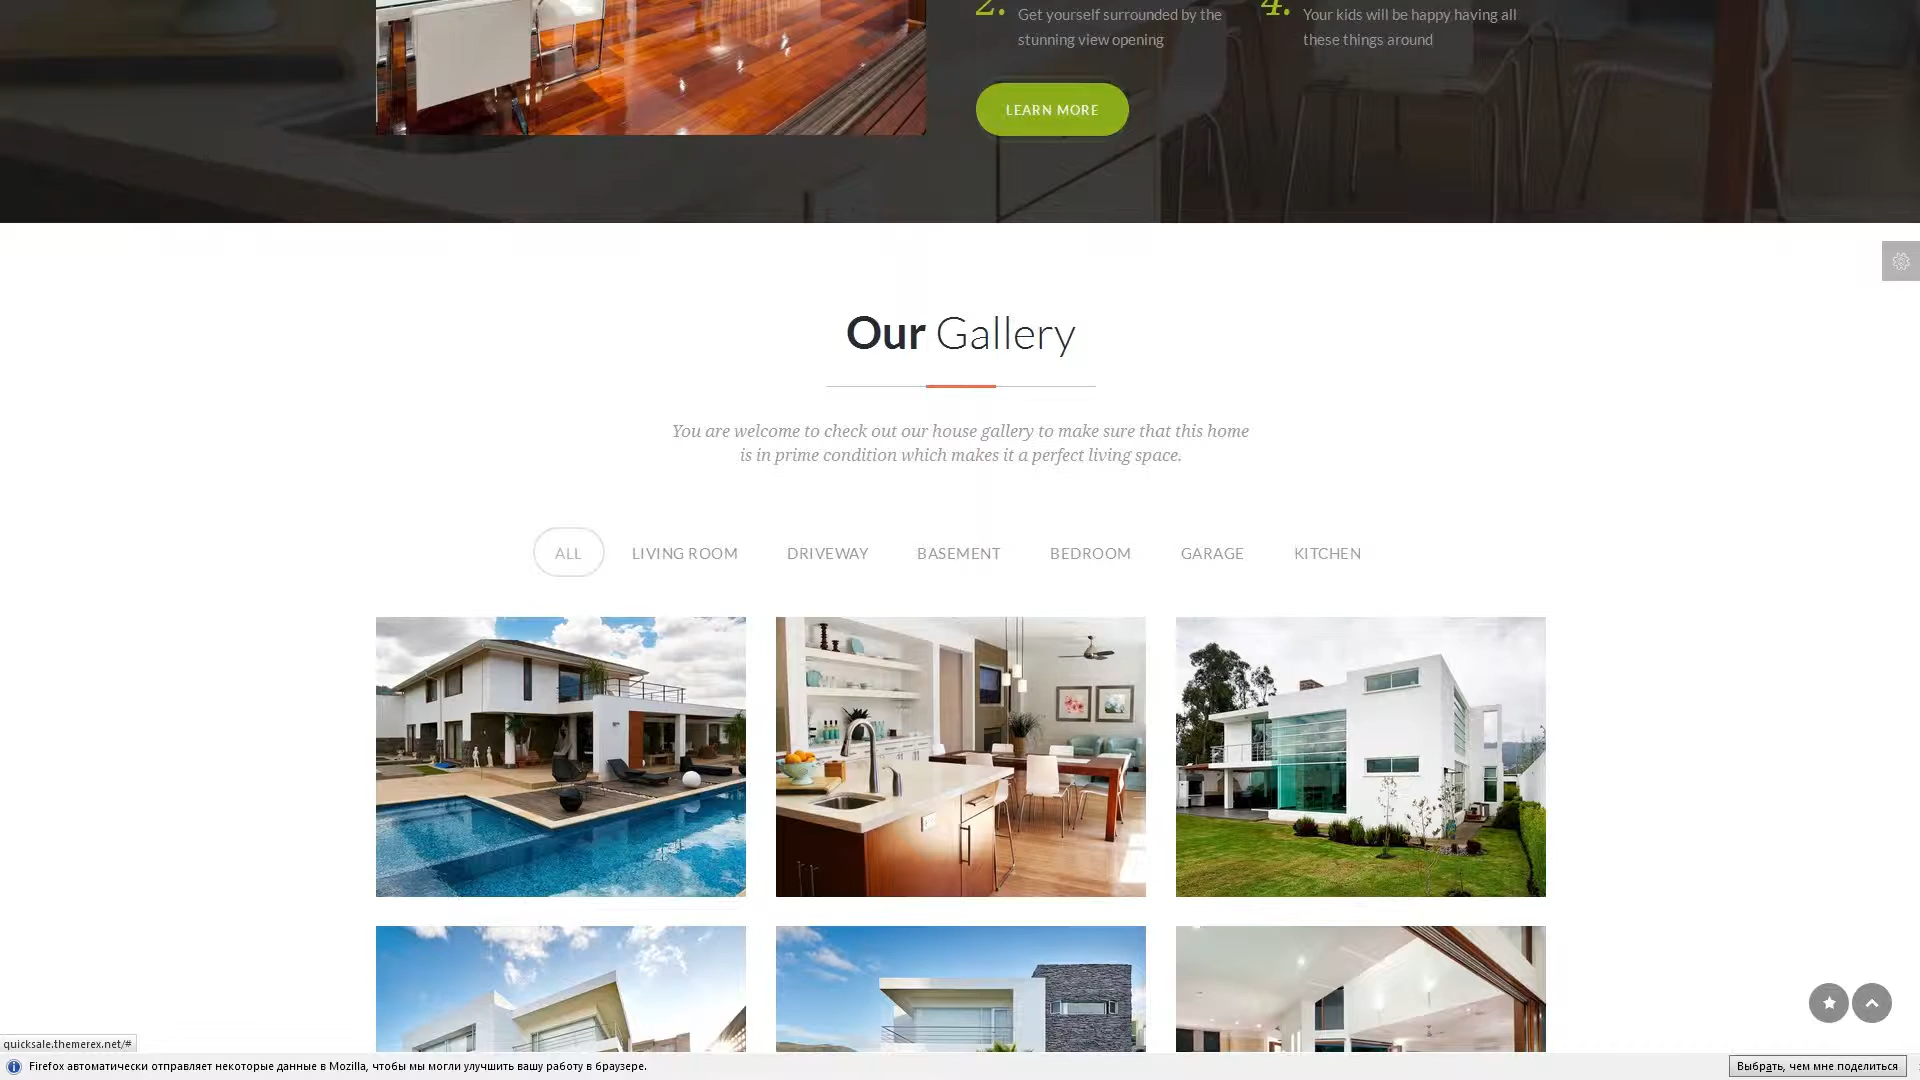 2. Get yourself surrounded by the
stunning view opening
4. Your kids will be happy having all
these things around
LEARN MORE
Our Gallery
You are welcome to check out our house gallery to make sure that this home
is in prime condition which makes it a perfect living space.
ALL LIVING ROOM DRIVEWAY BASEMENT BEDROOM GARAGE KITCHEN
quicksale.themerex.net/#
Firefox автоматически отправляет некоторые данные в Mozilla, чтобы мы могли улучшить вашу работу в браузере.
Выбрать, чем мне поделиться